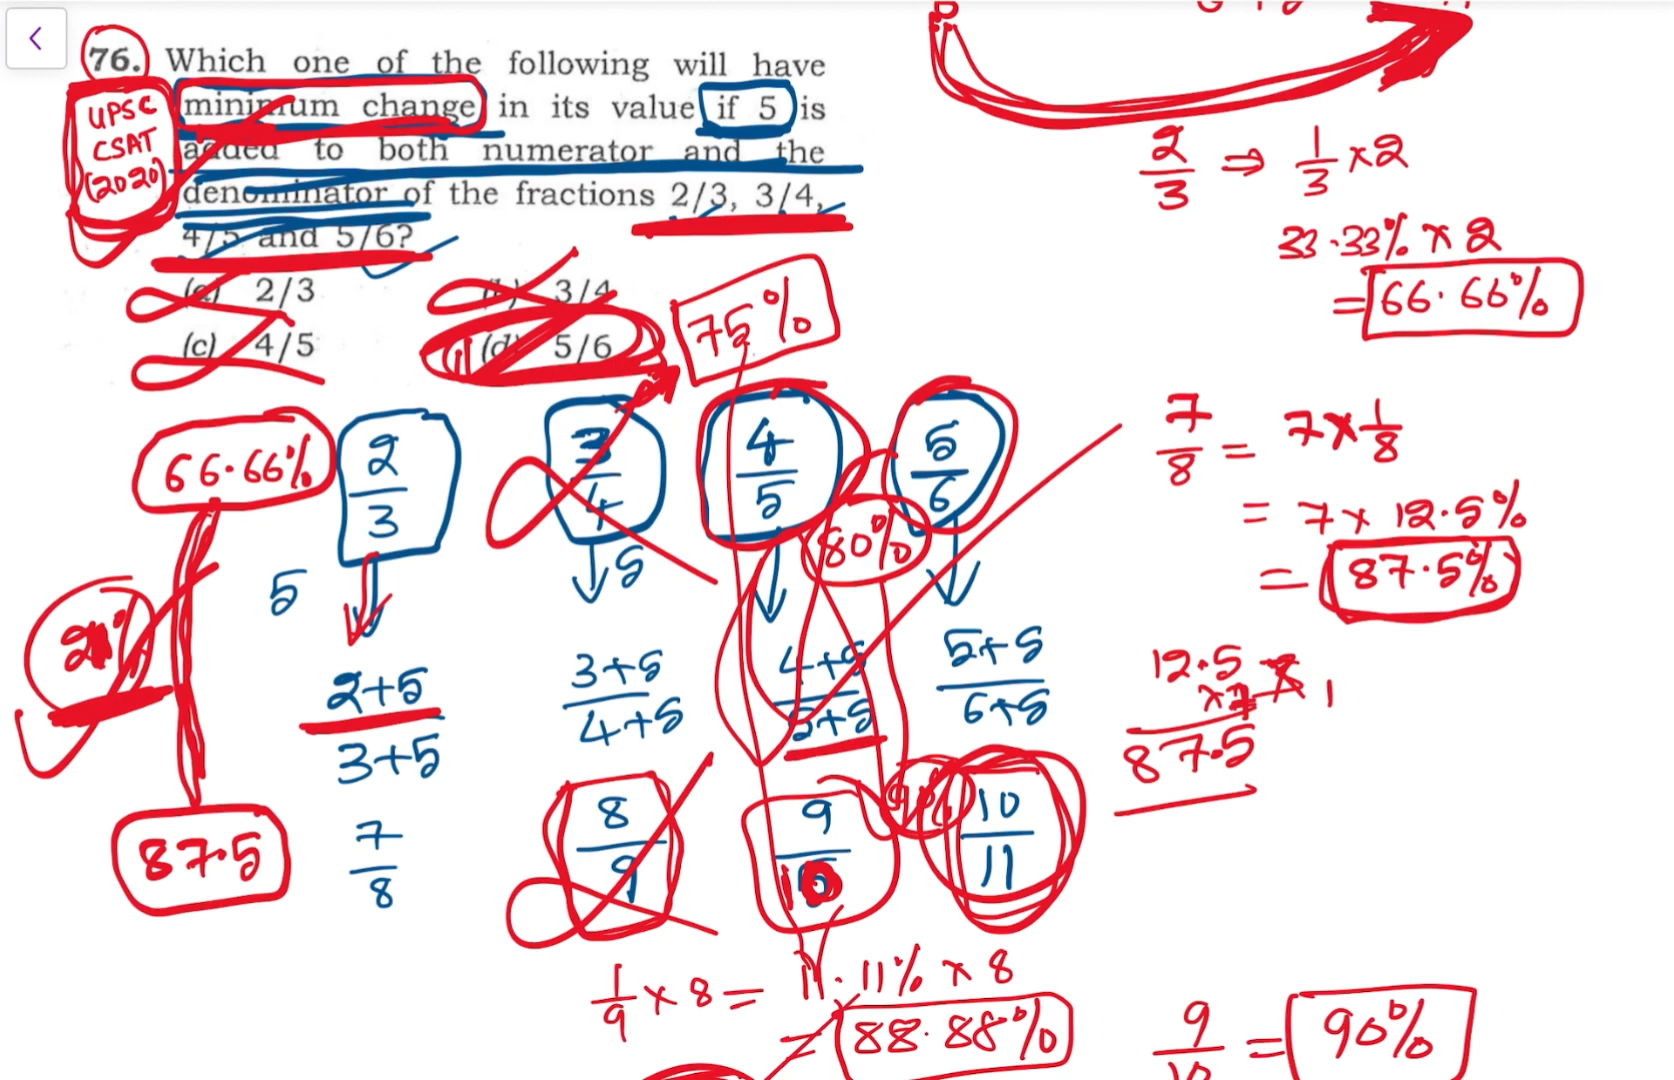 76. Which one of the following will have
minimum change in its value if 5 is
added to both numerator and the
denominator of the fractions 2/3, 3/4,
4/5 and 5/6?
UPSC
CSAT
(2020)
(a) 2/3
(b) 3/4
(c) 4/5
(d) 5/6
75%
2/3 ⇒ 1/3 ×2
33.33% × 2
= 66.66%
66.66%
2/3
3/4
4/5
5/6
80%
5
5
7/8 = 7×1/8
= 7× 12.5%
= 87.5%
2+5/3+5
3+5/4+5
4+5/5+5
5+5/6+5
12.5
87.5
87.5
7/8
8/9
9/10
10/11
1/9 × 8 = 11.11% × 8
= 88.88%
9/10 = 90%